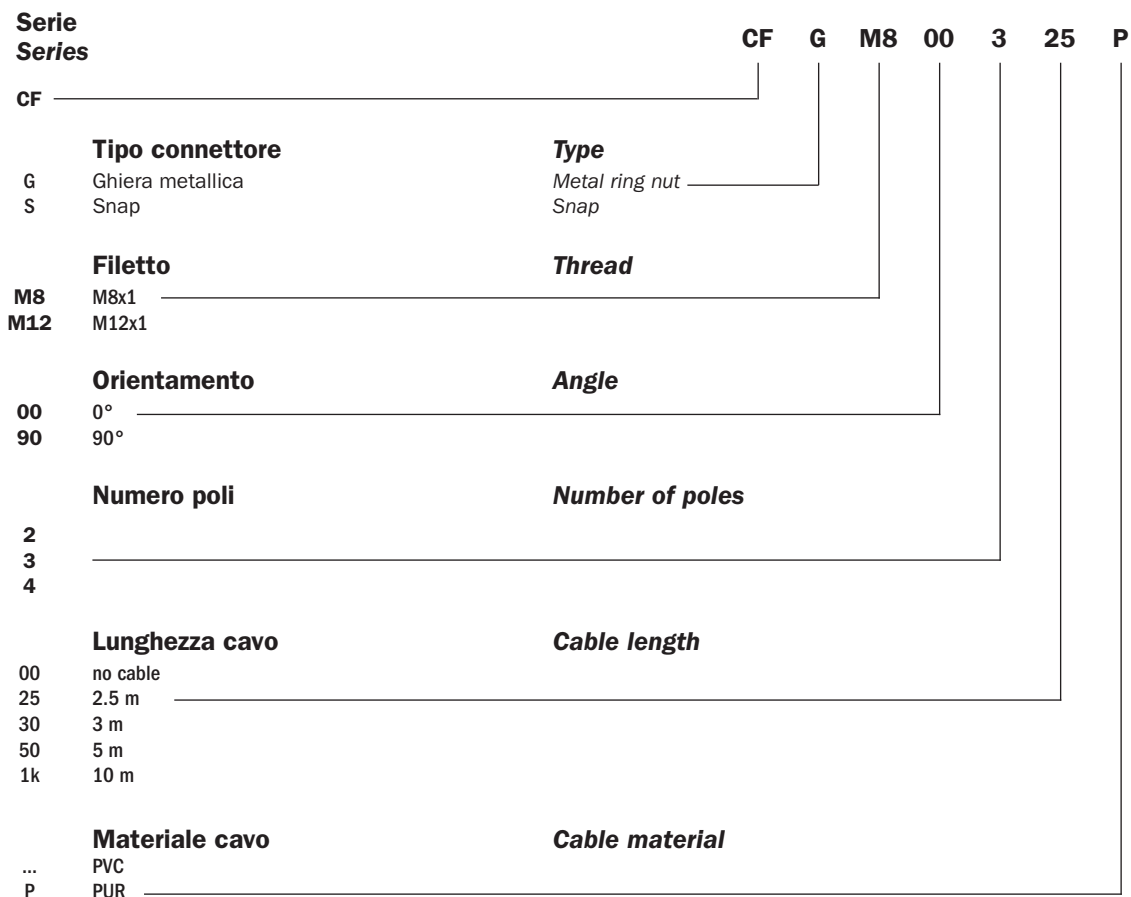 Serie
Series
CF G M8 00 3 25 P
CF
Tipo connettore Type
G Ghiera metallica Metal ring nut
S Snap Snap
Filetto Thread
M8 M8x1
M12 M12x1
Orientamento Angle
00 0°
90 90°
Numero poli Number of poles
2
3
4
Lunghezza cavo Cable length
00 no cable
25 2.5 m
30 3 m
50 5 m
1k 10 m
Materiale cavo Cable material
... PVC
P PUR